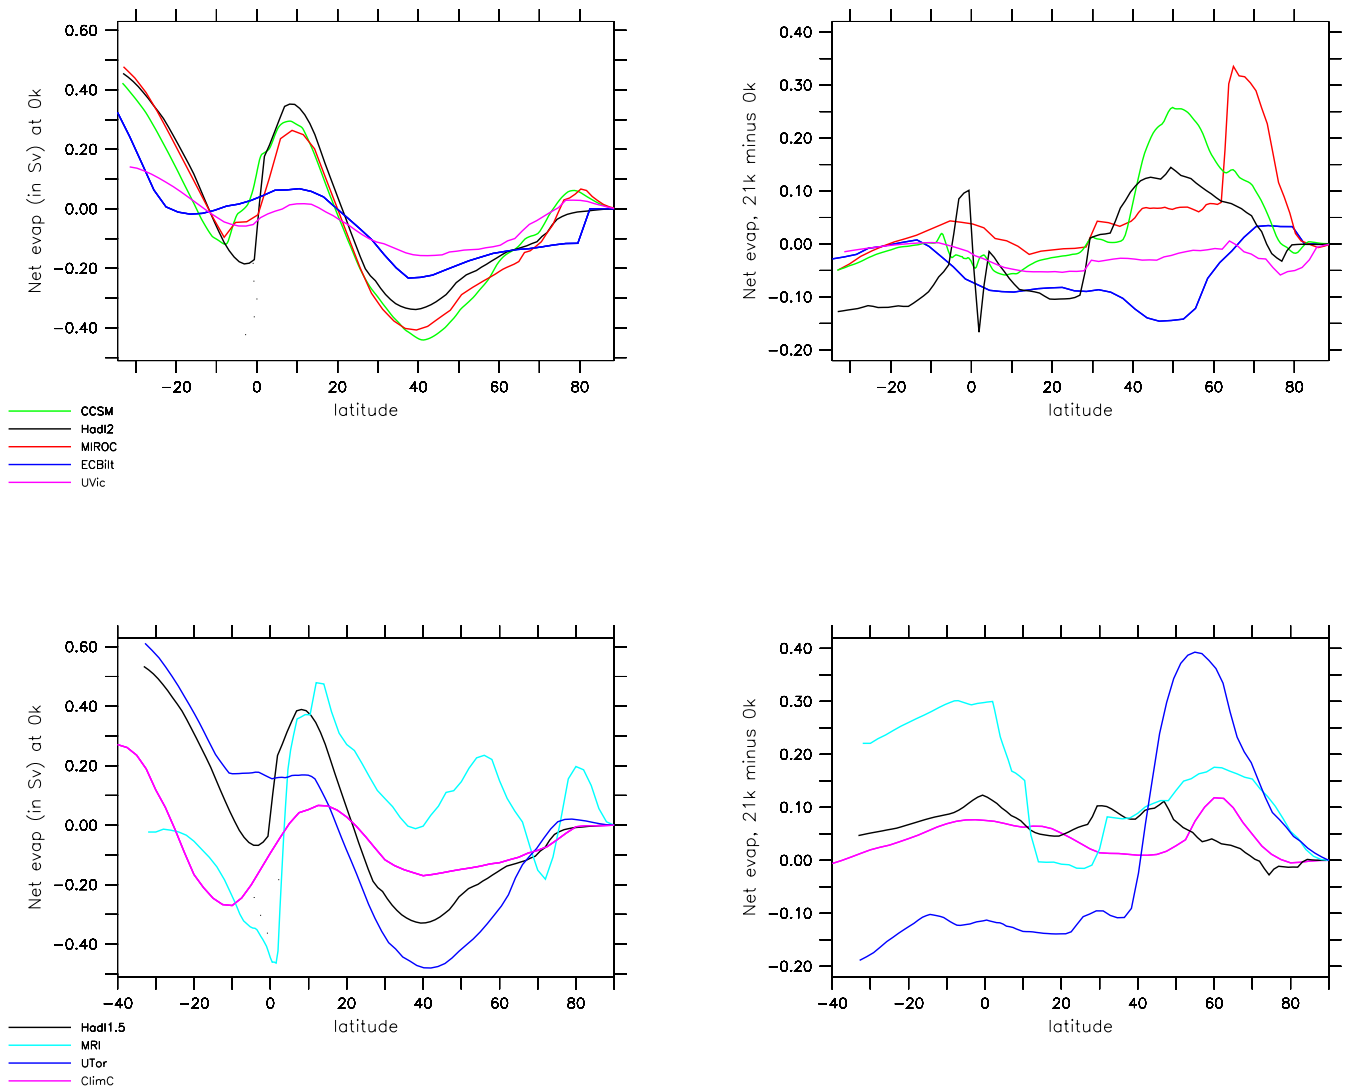 Net evap (in Sv) at 0k
0.60
0.40
0.20
0.00
−0.20
−0.40
−20 0 20 40 60 80
latitude
Net evap, 21k minus 0k
0.40
0.30
0.20
0.10
0.00
−0.10
−0.20
−20 0 20 40 60 80
latitude
CCSM
Hadl2
MIROC
ECBilt
UVic
Net evap (in Sv) at 0k
0.60
0.40
0.20
0.00
−0.20
−0.40
−40 −20 0 20 40 60 80
latitude
Net evap, 21k minus 0k
0.40
0.30
0.20
0.10
0.00
−0.10
−0.20
−40 −20 0 20 40 60 80
latitude
Hadl1.5
MRI
UTor
ClimC